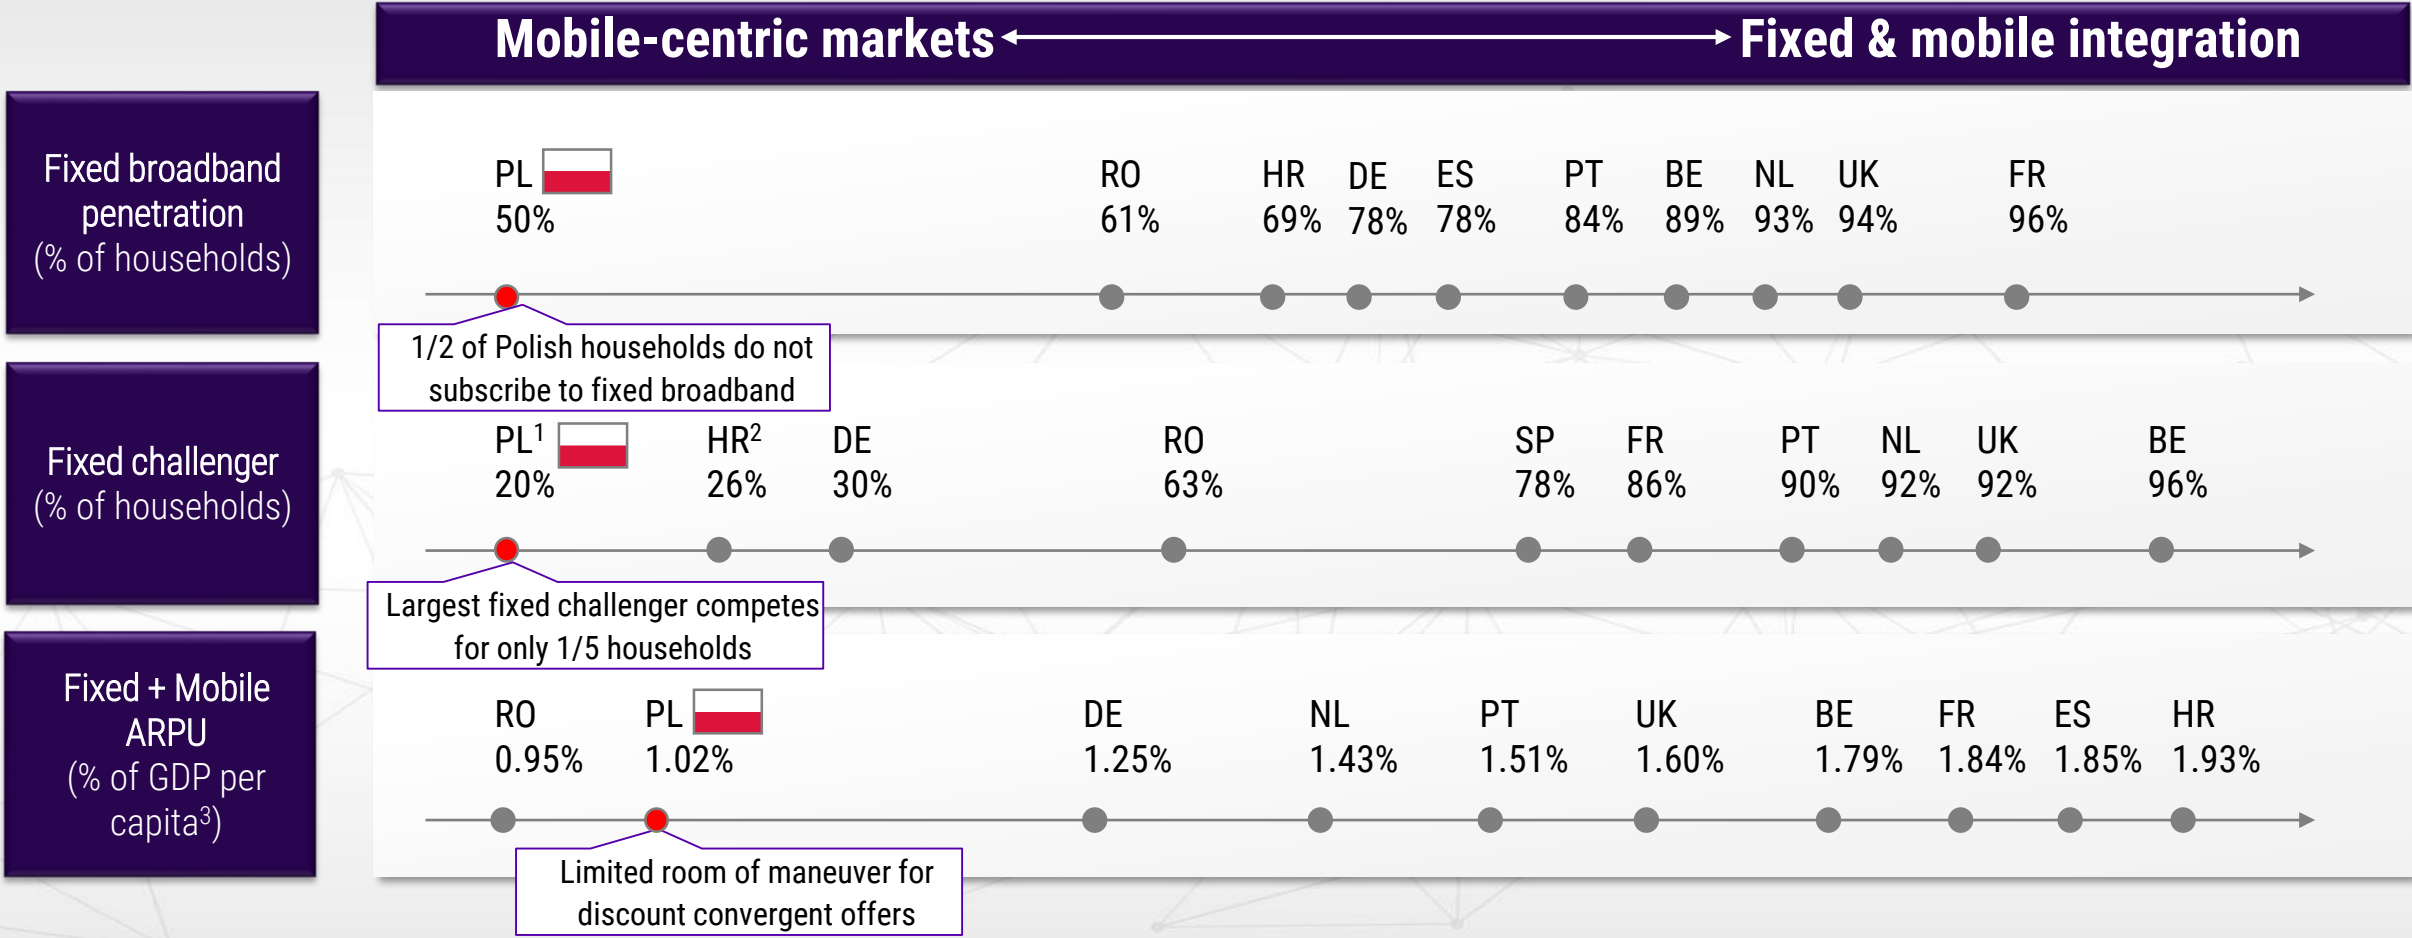 Mobile-centric markets Fixed & mobile integration
Fixed broadband
penetration
(% of households)
PL RO HR DE ES PT BE NL UK FR
50% 61% 69% 78% 78% 84% 89% 93% 94% 96%
1/2 of Polish households do not
subscribe to fixed broadband
Fixed challenger
(% of households)
PL¹ HR² DE RO SP FR PT NL UK BE
20% 26% 30% 63% 78% 86% 90% 92% 92% 96%
Largest fixed challenger competes
for only 1/5 households
Fixed + Mobile
ARPU
(% of GDP per
capita³)
RO PL DE NL PT UK BE FR ES HR
0.95% 1.02% 1.25% 1.43% 1.51% 1.60% 1.79% 1.84% 1.85% 1.93%
Limited room of maneuver for
discount convergent offers